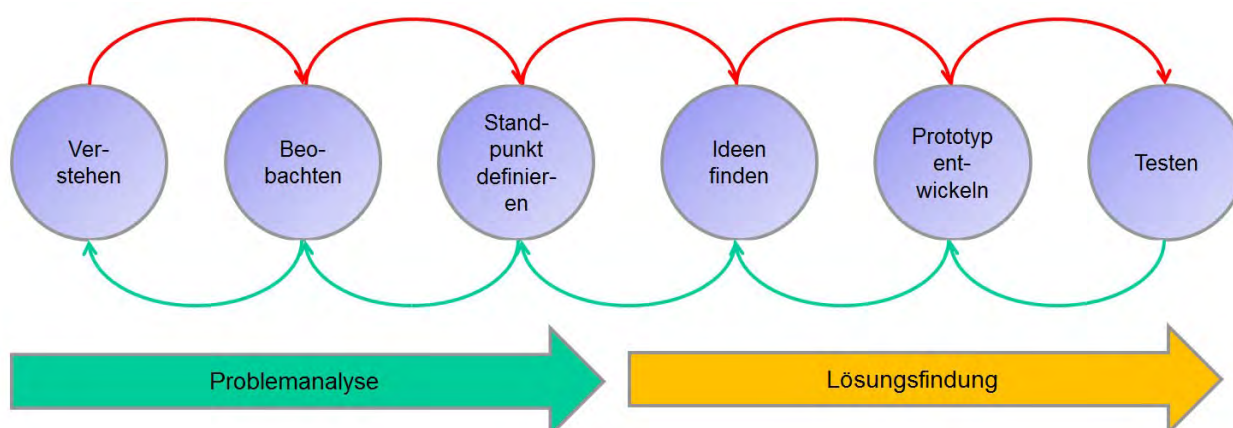 Ver-
stehen
Beo-
bachten
Stand-
punkt
definier-
en
Ideen
finden
Prototyp
ent-
wickeln
Testen
Problemanalyse
Lösungsfindung